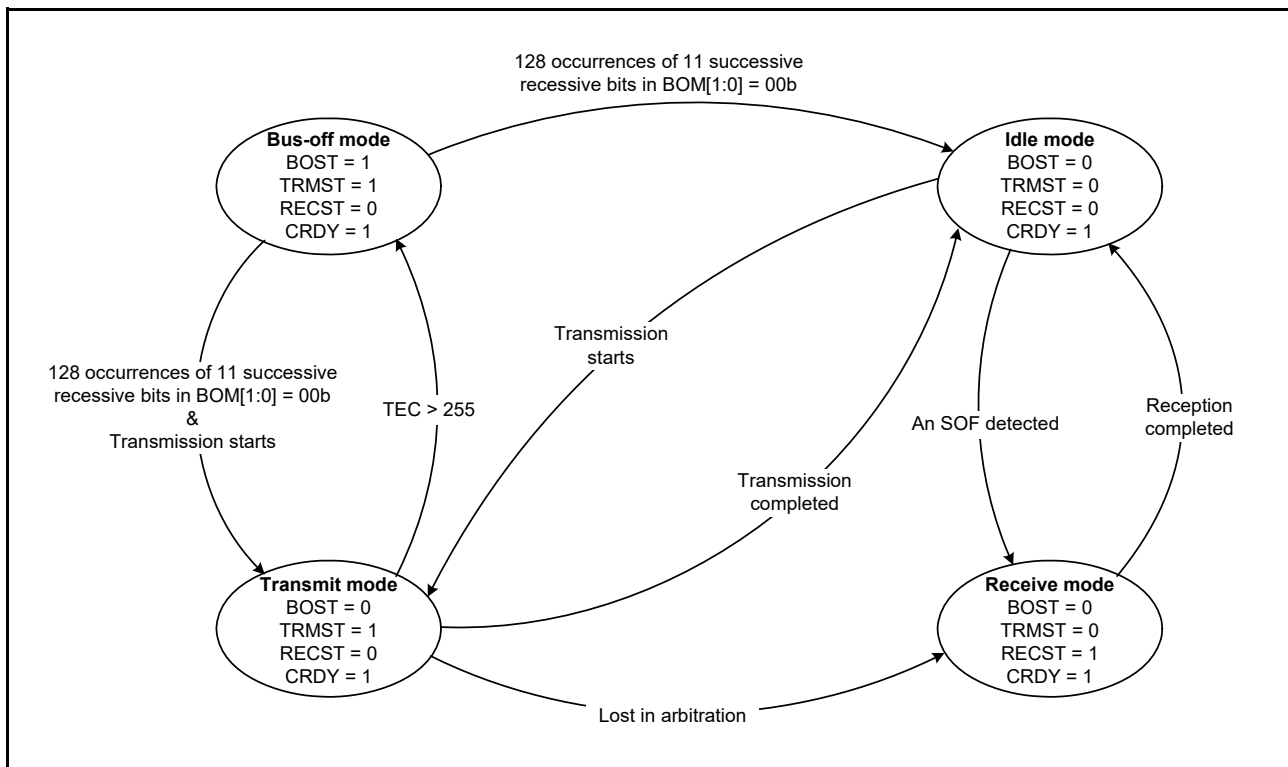 128 occurrences of 11 successive
recessive bits in BOM[1:0] = 00b
Bus-off mode
BOST = 1
TRMST = 1
RECST = 0
CRDY = 1
Idle mode
BOST = 0
TRMST = 0
RECST = 0
CRDY = 1
Transmission
starts
128 occurrences of 11 successive
recessive bits in BOM[1:0] = 00b
&
Transmission starts
TEC > 255
An SOF detected
Reception
completed
Transmission
completed
Transmit mode
BOST = 0
TRMST = 1
RECST = 0
CRDY = 1
Receive mode
BOST = 0
TRMST = 0
RECST = 1
CRDY = 1
Lost in arbitration